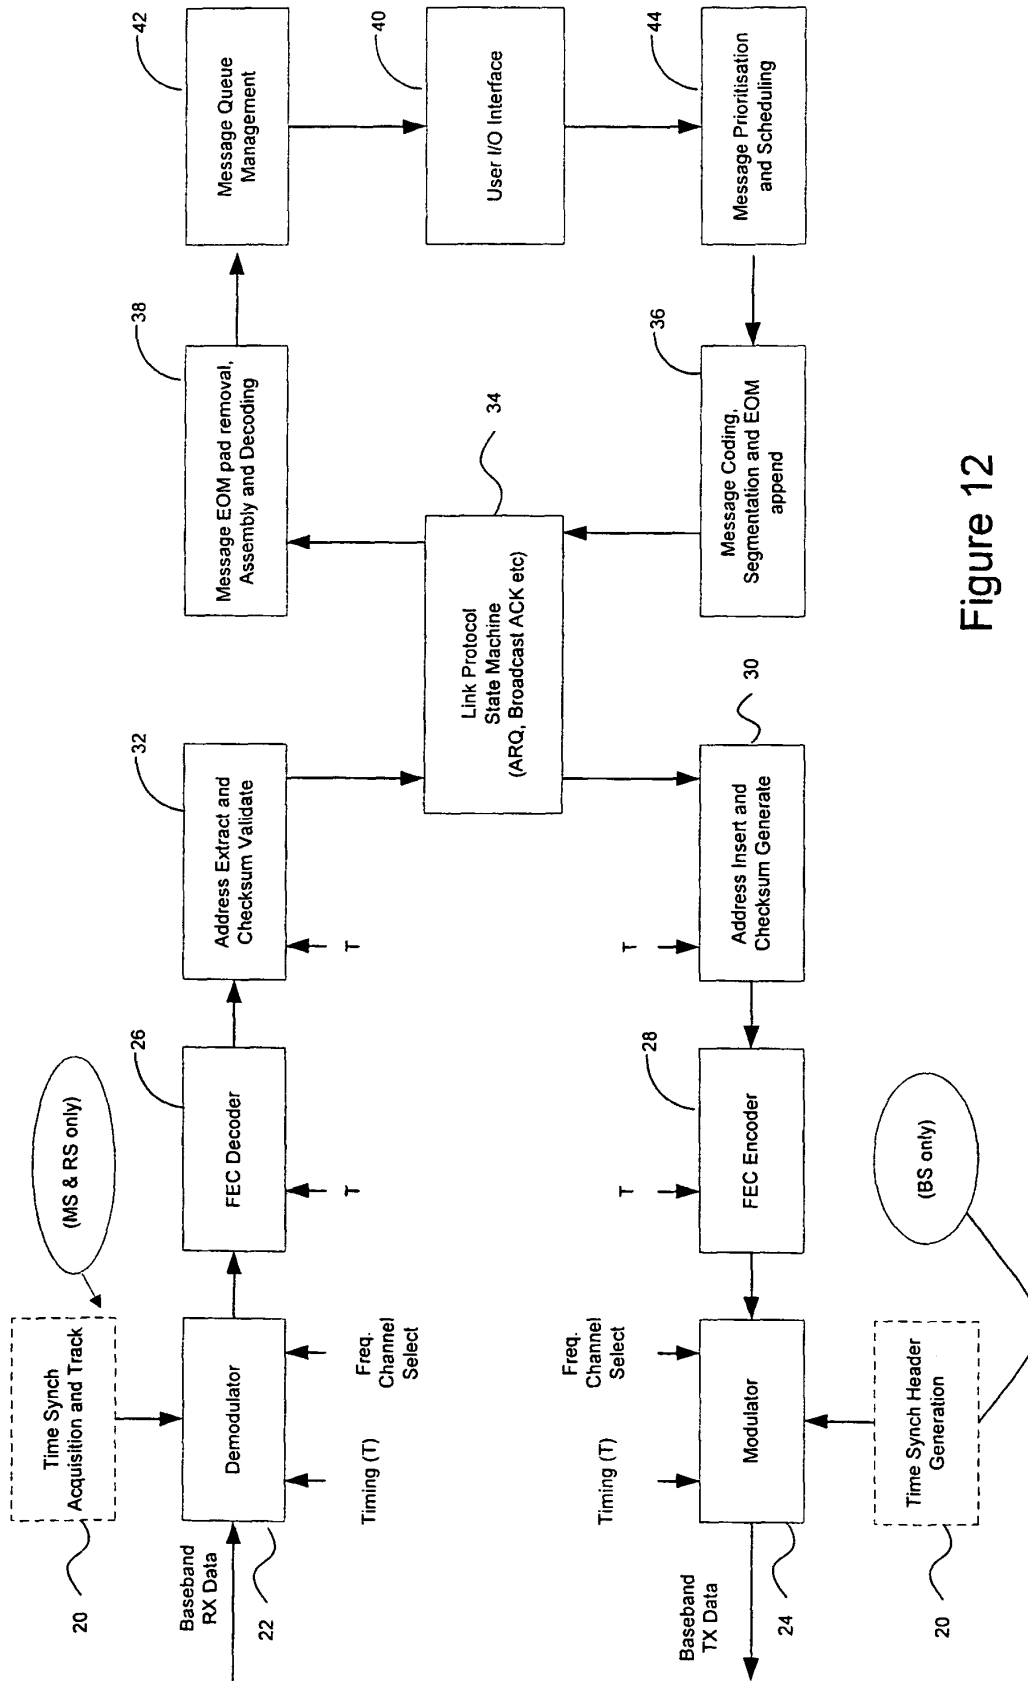 20
Time Synch
Acquisition and Track
(MS & RS only)
Baseband
RX Data
22
Demodulator
Timing (T)
Freq.
Channel
Select
26
FEC Decoder
T
32
Address Extract and
Checksum Validate
T
38
Message EOM pad removal,
Assembly and Decoding
42
Message Queue
Management
40
User I/O Interface
34
Link Protocol
State Machine
(ARQ, Broadcast ACK etc)
44
Message Prioritisation
and Scheduling
36
Message Coding,
Segmentation and EOM
append
30
Address Insert and
Checksum Generate
T
28
FEC Encoder
T
Freq.
Channel
Select
Timing (T)
Modulator
24
Baseband
TX Data
20
Time Synch Header
Generation
(BS only)
Figure 12